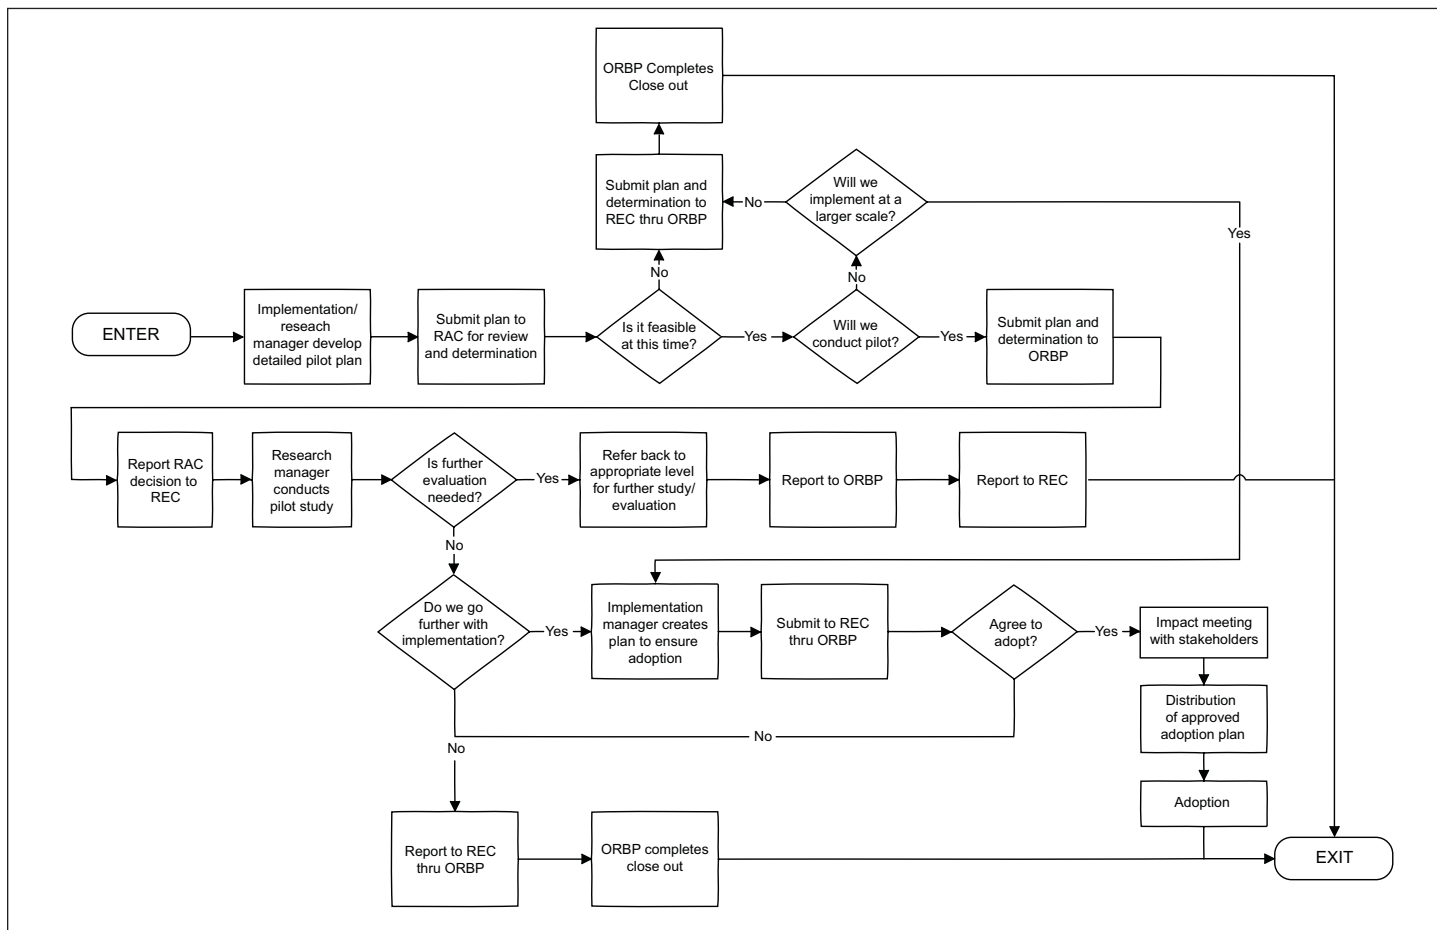 ORBP Completes
Close out
Submit plan and
determination to
REC thru ORBP
No
Will we
implement at a
larger scale?
Yes
No
No
ENTER
Implementation/
reseach
manager develop
detailed pilot plan
Submit plan to
RAC for review
and determination
Is it feasible
at this time?
Yes
Will we
conduct pilot?
Yes
Submit plan and
determination to
ORBP
Report RAC
decision to
REC
Research
manager
conducts
pilot study
Is further
evaluation
needed?
Yes
Refer back to
appropriate level
for further study/
evaluation
Report to ORBP
Report to REC
No
Do we go
further with
implementation?
Yes
Implementation
manager creates
plan to ensure
adoption
Submit to REC
thru ORBP
Agree to
adopt?
Yes
Impact meeting
with stakeholders
Distribution
of approved
adoption plan
No
No
Adoption
Report to REC
thru ORBP
ORBP completes
close out
EXIT